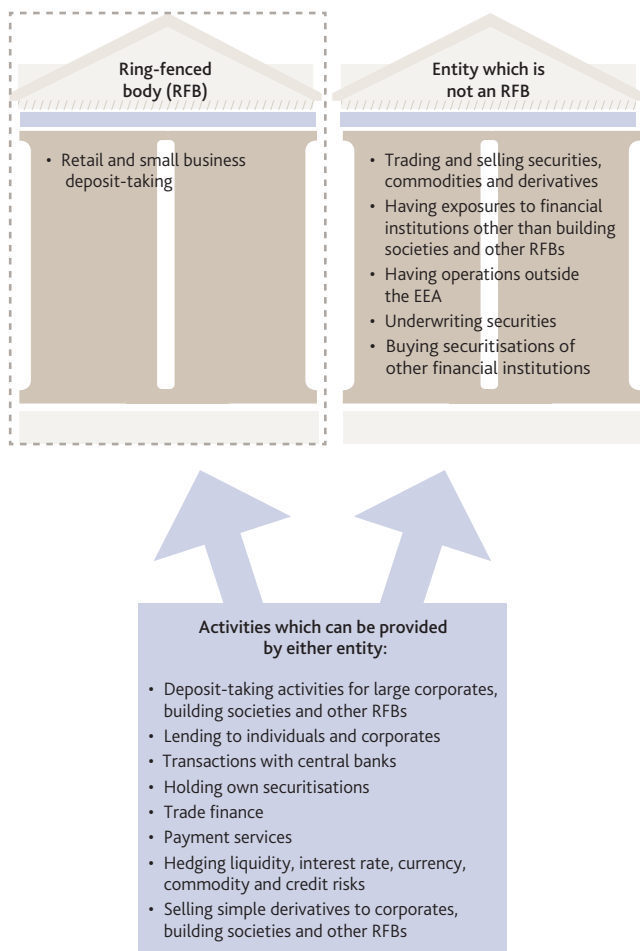 Ring-fenced
body (RFB)
• Retail and small business
deposit-taking
Entity which is
not an RFB
• Trading and selling securities,
commodities and derivatives
• Having exposures to financial
institutions other than building
societies and other RFBs
• Having operations outside
the EEA
• Underwriting securities
• Buying securitisations of
other financial institutions
Activities which can be provided
by either entity:
• Deposit-taking activities for large corporates,
building societies and other RFBs
• Lending to individuals and corporates
• Transactions with central banks
• Holding own securitisations
• Trade finance
• Payment services
• Hedging liquidity, interest rate, currency,
commodity and credit risks
• Selling simple derivatives to corporates,
building societies and other RFBs